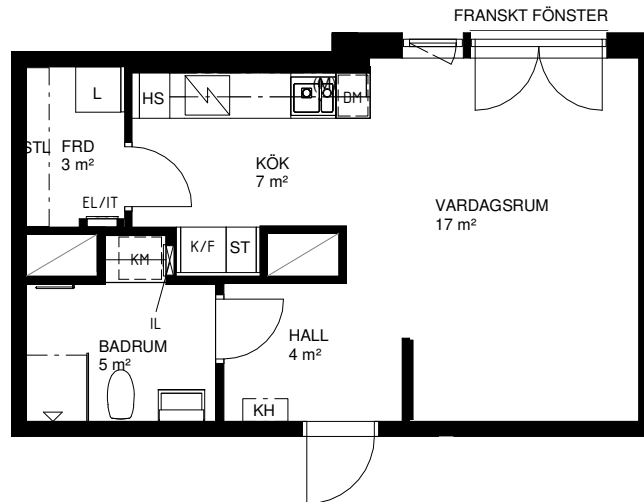 FRANSKT FÖNSTER
L
HS
(M)
DM
STL
FRD
3 m²
KÖK
7 m²
VARDAGSRUM
17 m²
EL/IT
K/F
ST
KM
IL
BADRUM
5 m²
HALL
4 m²
KH